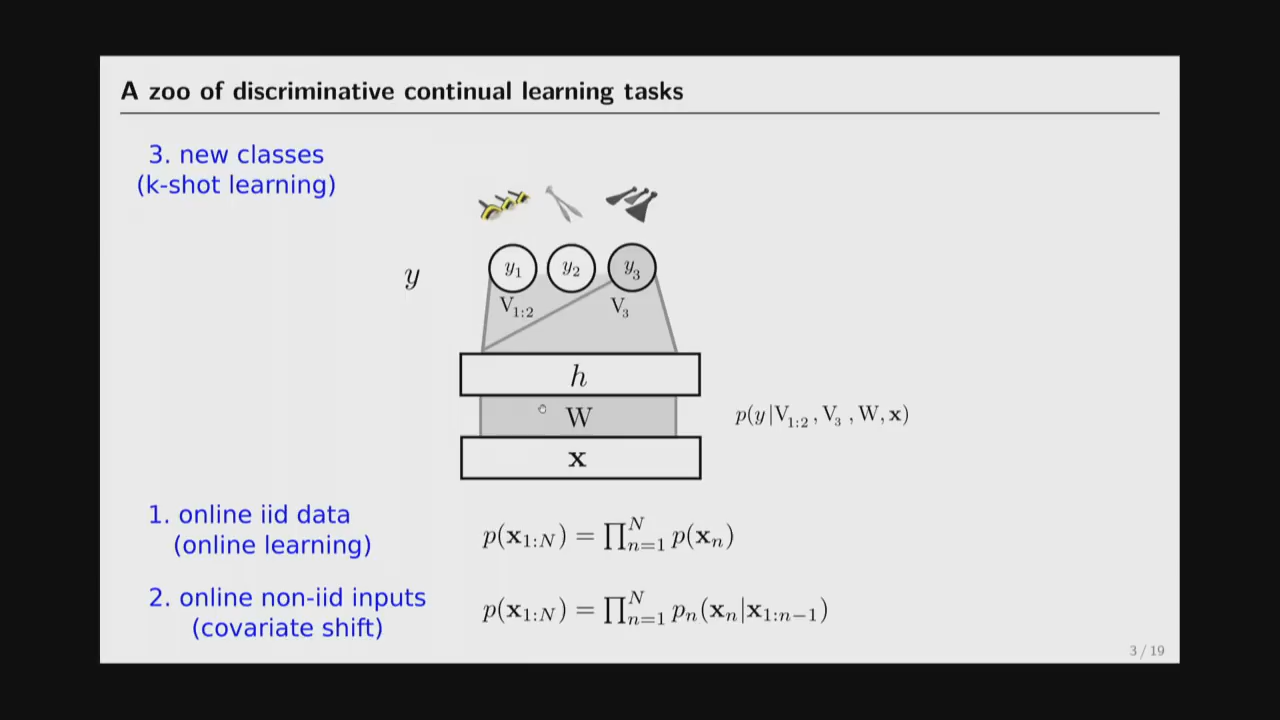 A zoo of discriminative continual learning tasks
3. new classes
(k-shot learning)
y
y₁ y₂ y₃
V₁:₂ V₃
h
W
x
p(y|V₁:₂, V₃, W, x)
1. online iid data
(online learning)
p(x₁:N) = ∏ₙ₌₁ᴺ p(xₙ)
2. online non-iid inputs
(covariate shift)
p(x₁:N) = ∏ₙ₌₁ᴺ pₙ(xₙ|x₁:ₙ₋₁)
3 / 19